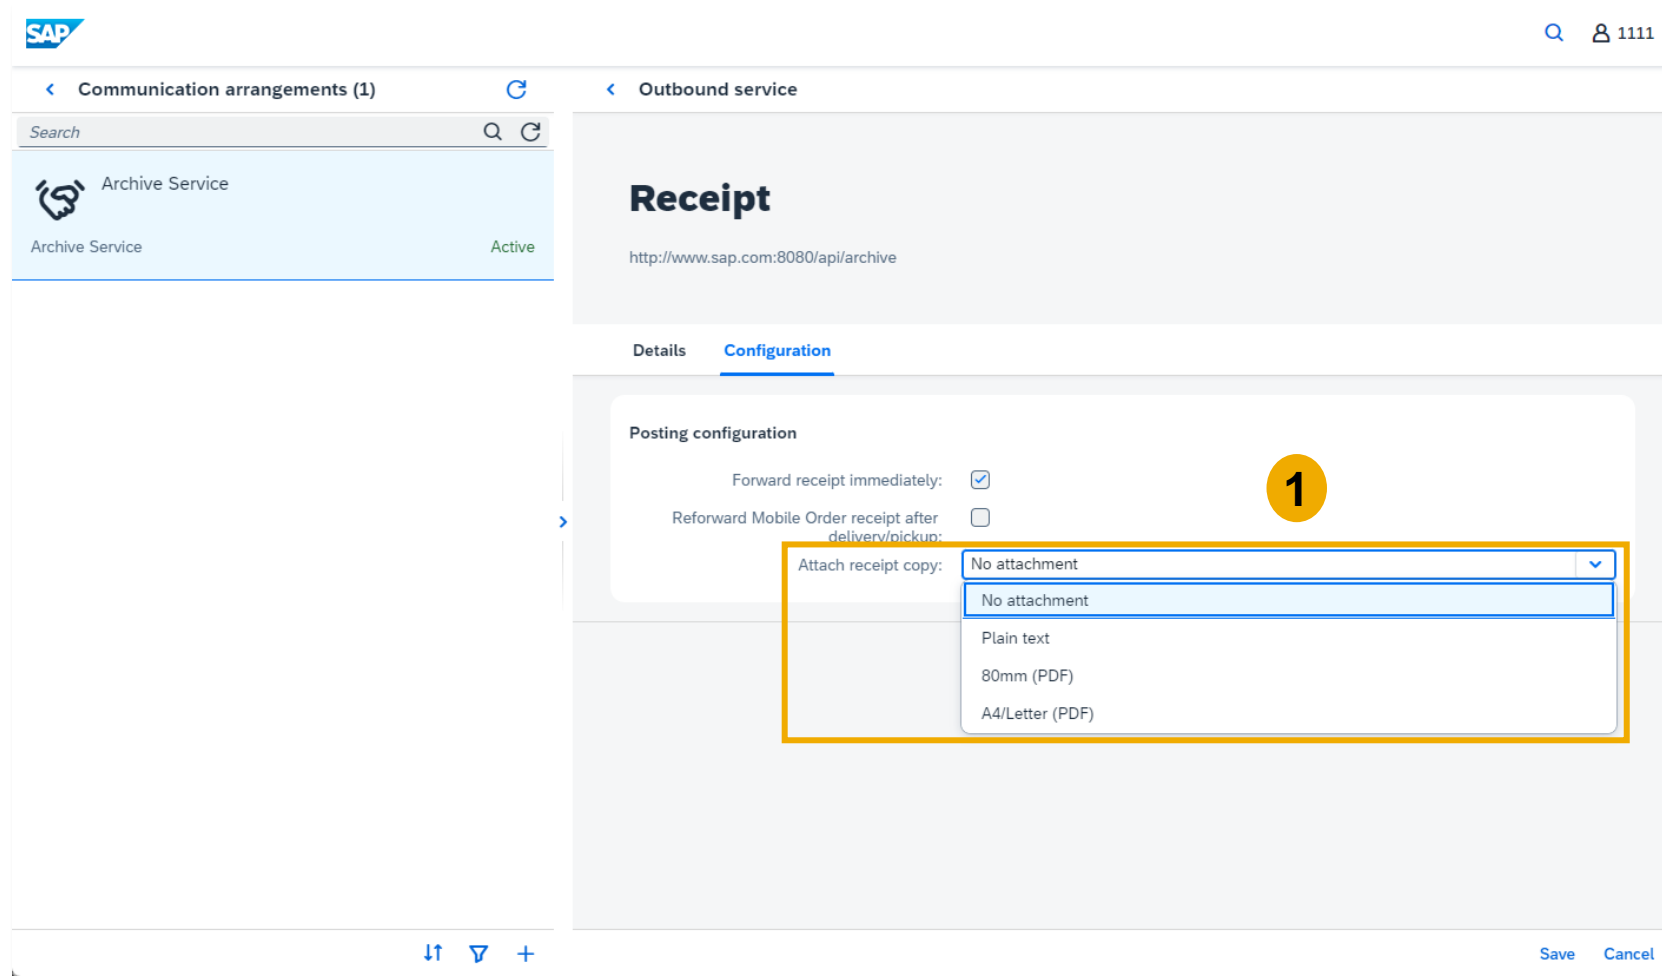 SAP
1111
Communication arrangements (1)
Outbound service
Search
Archive Service
Archive Service
Active
Receipt
http://www.sap.com:8080/api/archive
Details
Configuration
Posting configuration
Forward receipt immediately:
Reforward Mobile Order receipt after
delivery/pickup:
1
Attach receipt copy:
No attachment
No attachment
Plain text
80mm (PDF)
A4/Letter (PDF)
Save
Cancel